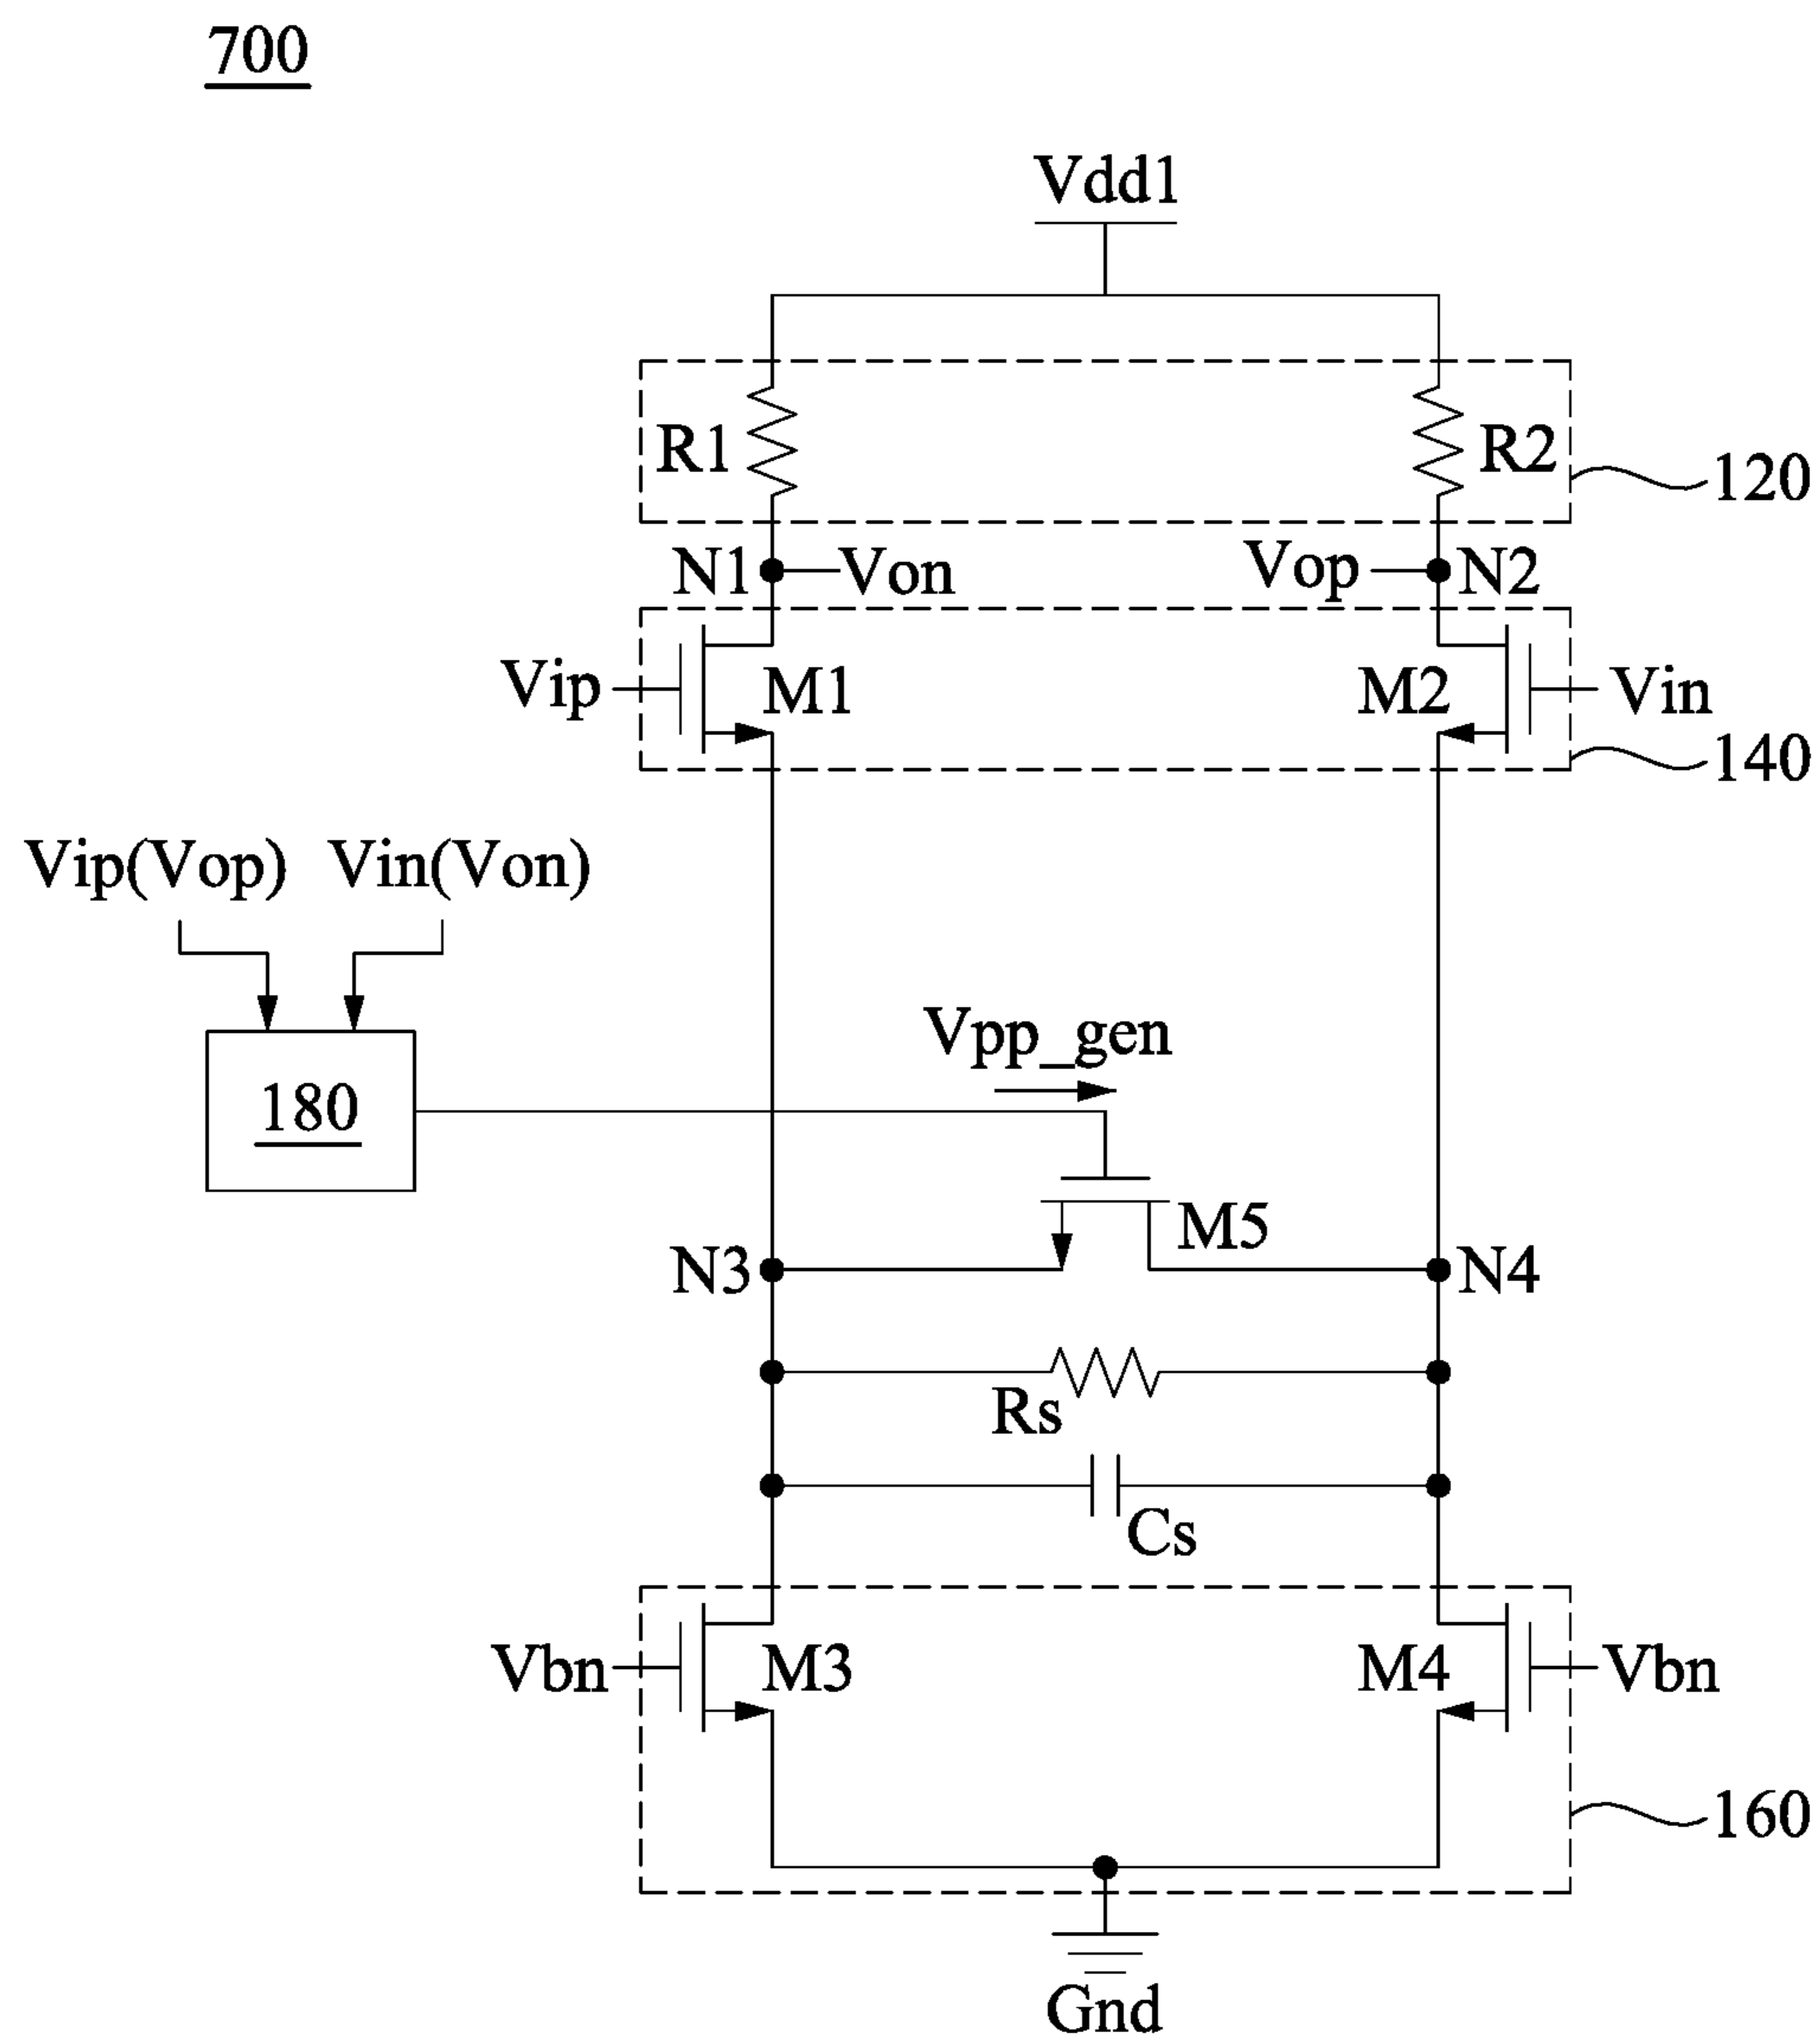 700
Vdd1
R1
R2
120
N1
Von
Vop
N2
Vip
M1
M2
Vin
140
Vip(Vop)
Vin(Von)
Vpp_gen
180
M5
N3
N4
Rs
Cs
Vbn
M3
M4
Vbn
160
Gnd